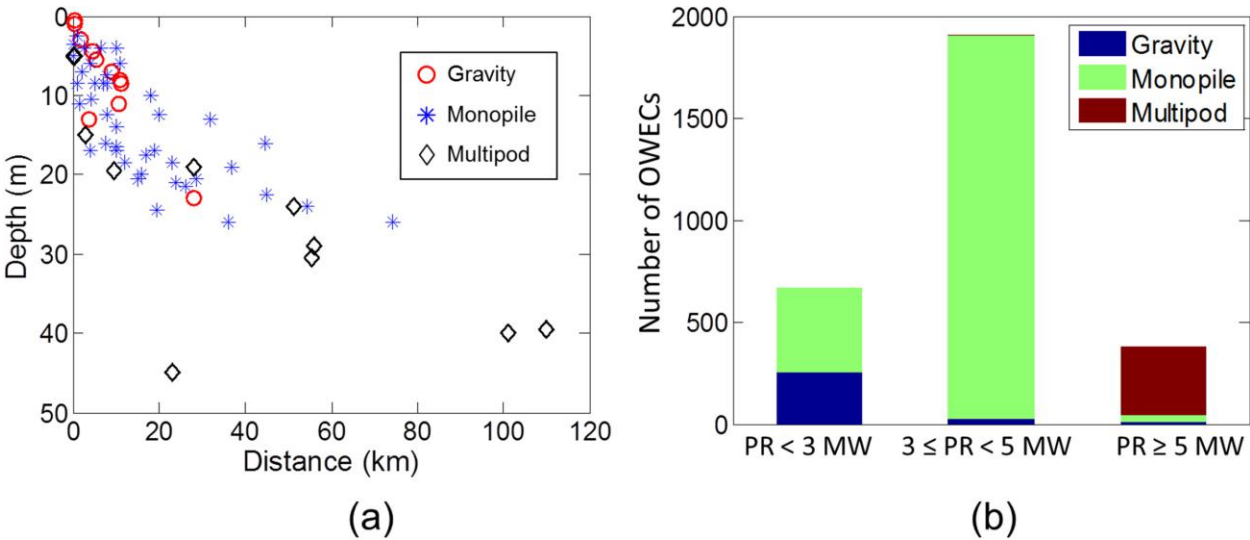 0
10
20
30
40
50
Depth (m)
0 20 40 60 80 100 120
Distance (km)
Gravity
Monopile
Multipod
(a)
2000
1500
1000
500
0
Number of OWECs
Gravity
Monopile
Multipod
PR < 3 MW 3 ≤ PR < 5 MW PR ≥ 5 MW
(b)